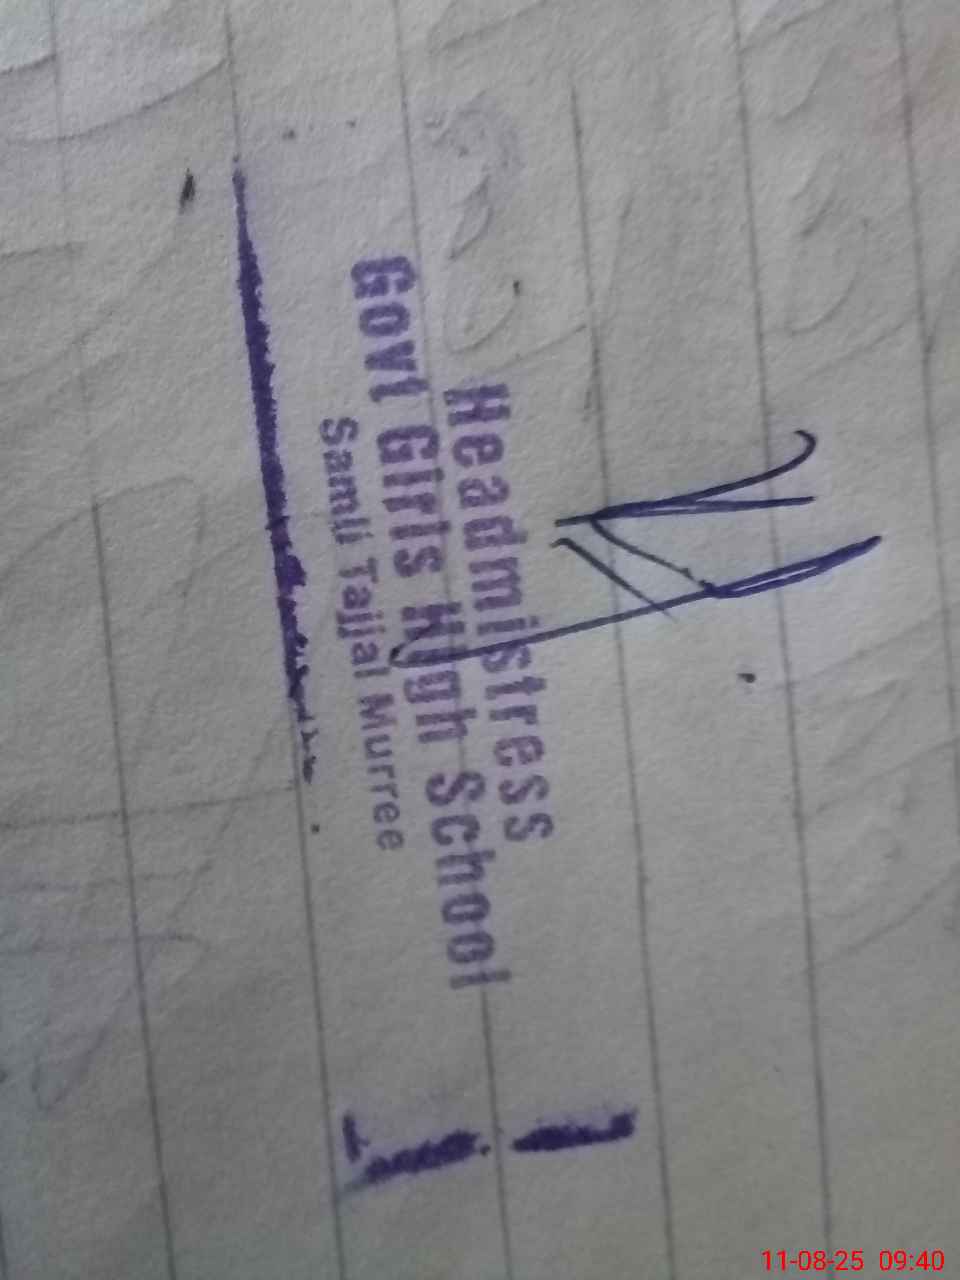 Headmistress
Govt Girls High School
Samli Tajjal Murree
11-08-25 09:40